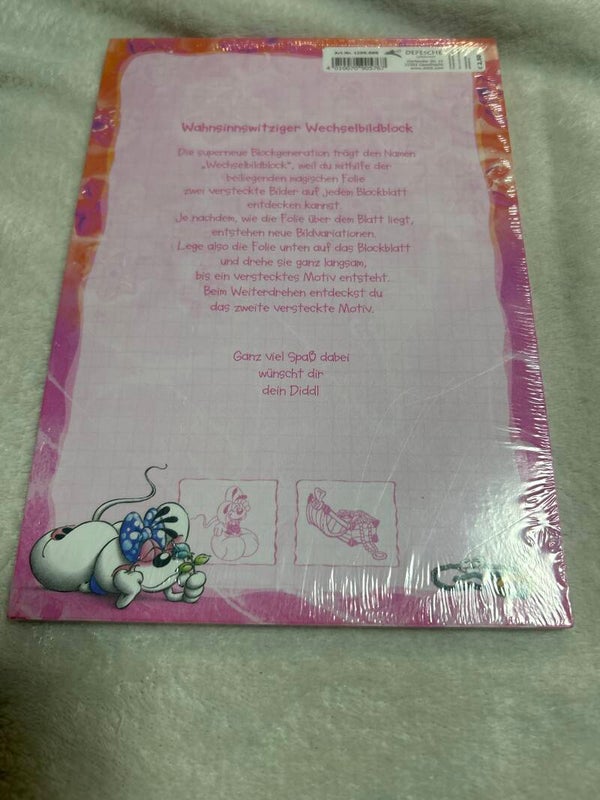 DEPESCHE
Wahnsinnswitziger Wechselbildblock
Die superneue Blockgeneration trägt den Namen
„Wechselbildblock“, weil du mithilfe der
beiliegenden magischen Folie
zwei versteckte Bilder auf jedem Blockblatt
entdecken kannst.
Je nachdem, wie die Folie über dem Blatt liegt,
entstehen neue Bildvariationen.
Lege also die Folie unten auf das Blockblatt
und drehe sie ganz langsam,
bis ein verstecktes Motiv entsteht.
Beim Weiterdrehen entdeckst du
das zweite versteckte Motiv.
Ganz viel Spaß dabei
wünscht dir
dein Diddl